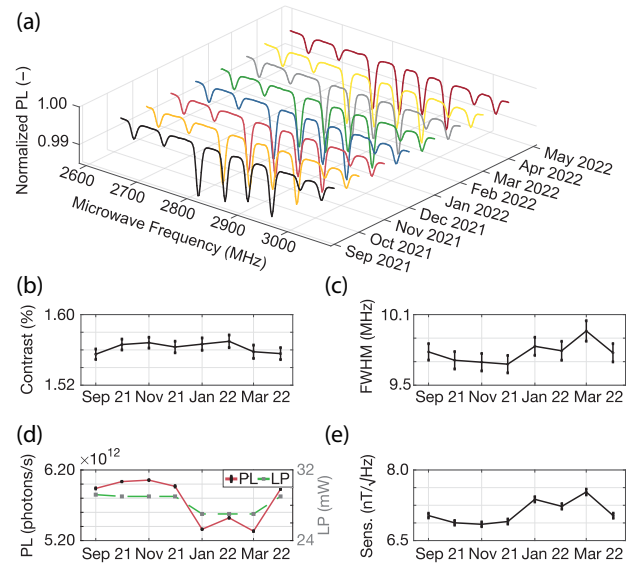 (a)
Normalized PL (–)
1.00
0.99
2600
2700
2800
2900
3000
Microwave Frequency (MHz)
Sep 2021
Oct 2021
Nov 2021
Dec 2021
Jan 2022
Feb 2022
Mar 2022
Apr 2022
May 2022
(b)
Contrast (%)
1.60
1.52
Sep 21 Nov 21 Jan 22 Mar 22
(c)
FWHM (MHz)
10.1
9.5
Sep 21 Nov 21 Jan 22 Mar 22
(d)
×10¹²
PL (photons/s)
6.20
5.20
PL LP
32
24
LP (mW)
Sep 21 Nov 21 Jan 22 Mar 22
(e)
Sens. (nT/√Hz)
8.0
6.5
Sep 21 Nov 21 Jan 22 Mar 22